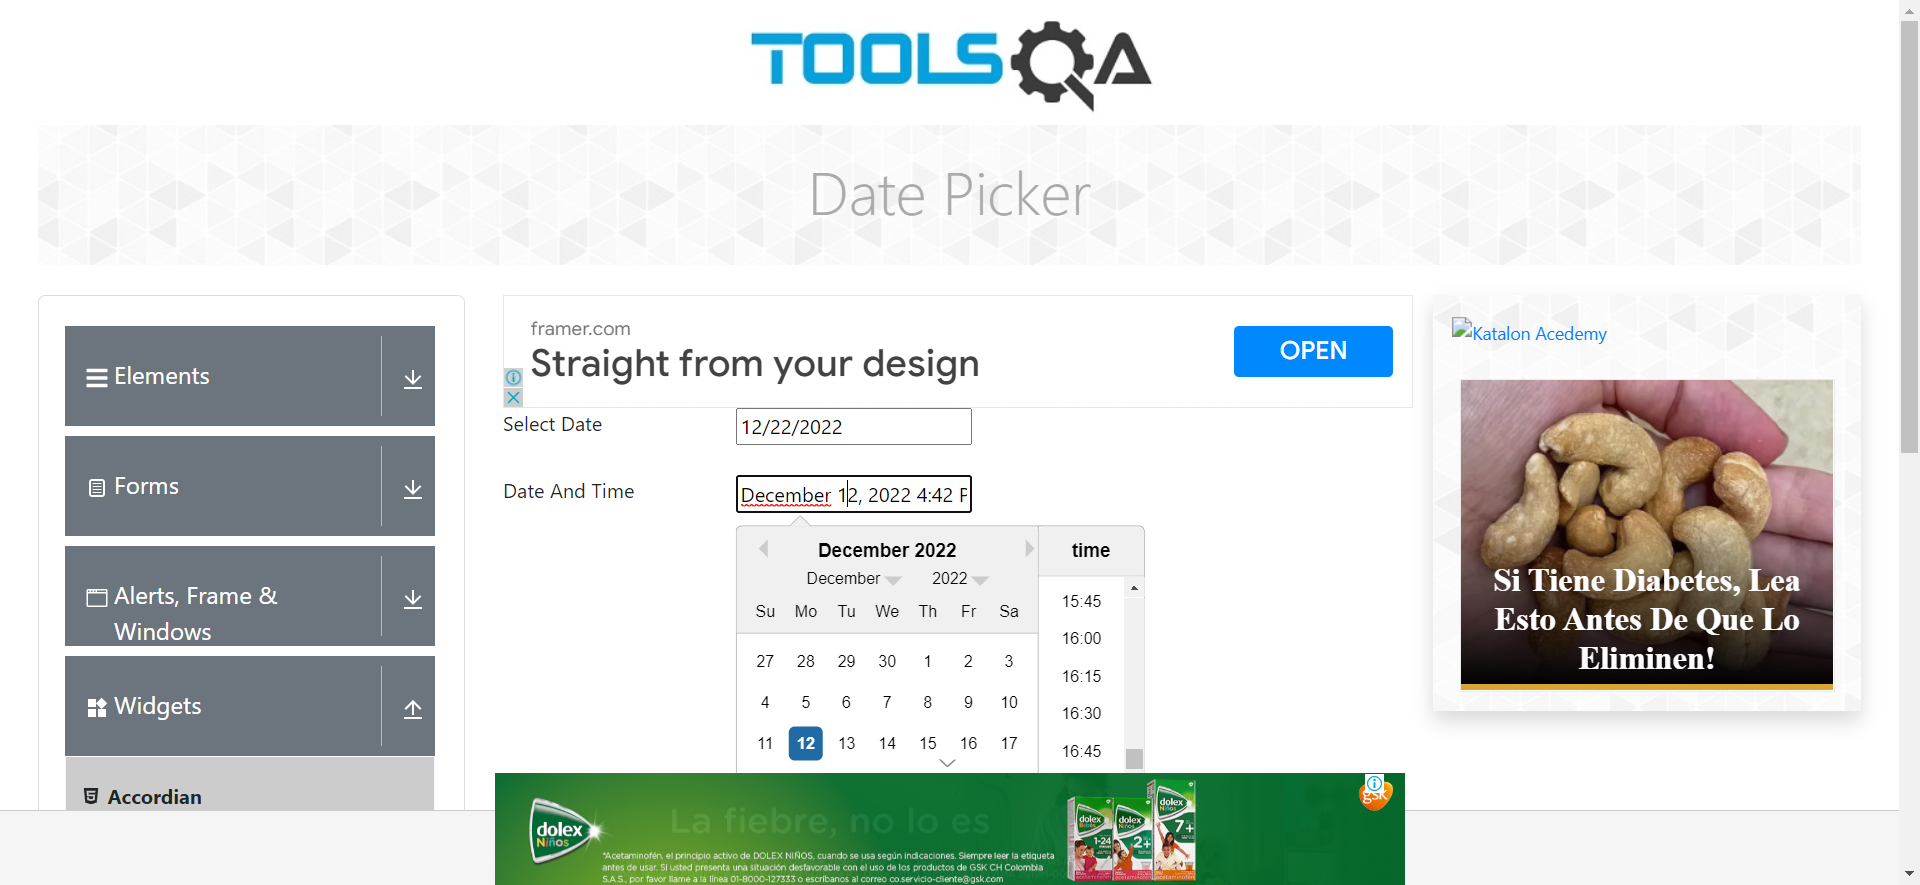 TOOLSQA
Date Picker
Elements
Forms
Alerts, Frame &
Windows
Widgets
Accordian
framer.com
Straight from your design
OPEN
Select Date
12/22/2022
Date And Time
December 12, 2022 4:42 P
December 2022
December
2022
Su Mo Tu We Th Fr Sa
27 28 29 30 1 2 3
4 5 6 7 8 9 10
11 12 13 14 15 16 17
time
15:45
16:00
16:15
16:30
16:45
Katalon Acedemy
Si Tiene Diabetes, Lea
Esto Antes De Que Lo
Eliminen!
dolex
Niños
La fiebre, no lo es
*Acetaminofén, el principio activo de DOLEX NIÑOS, cuando se usa según indicaciones. Siempre leer la etiqueta
antes de usar. Si usted presenta una situación desfavorable con el uso de los productos de GSK CH Colombia
S.A.S., por favor llame a la línea 01-8000-127333 o escríbanos al correo co.servicio-cliente@gsk.com
dolex
1-24
dolex
Niños
2+
dolex
Niños
7+
gsk